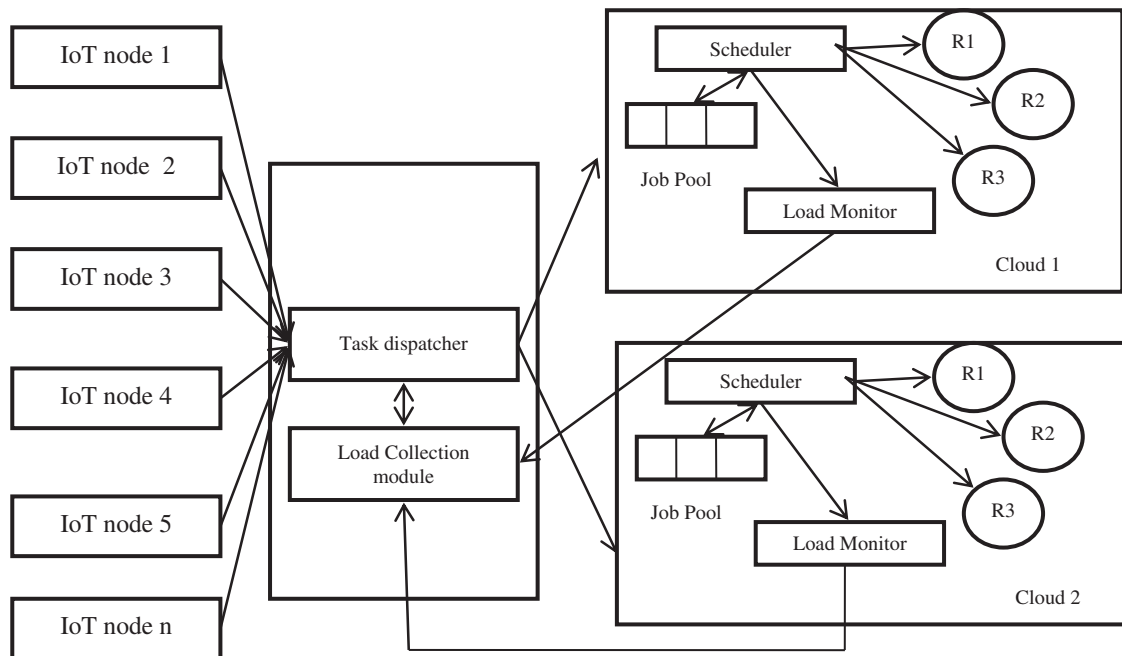 IoT node 1
IoT node 2
IoT node 3
IoT node 4
IoT node 5
IoT node n
Task dispatcher
Load Collection
module
Scheduler
R1
R2
R3
Job Pool
Load Monitor
Cloud 1
Scheduler
R1
R2
R3
Job Pool
Load Monitor
Cloud 2